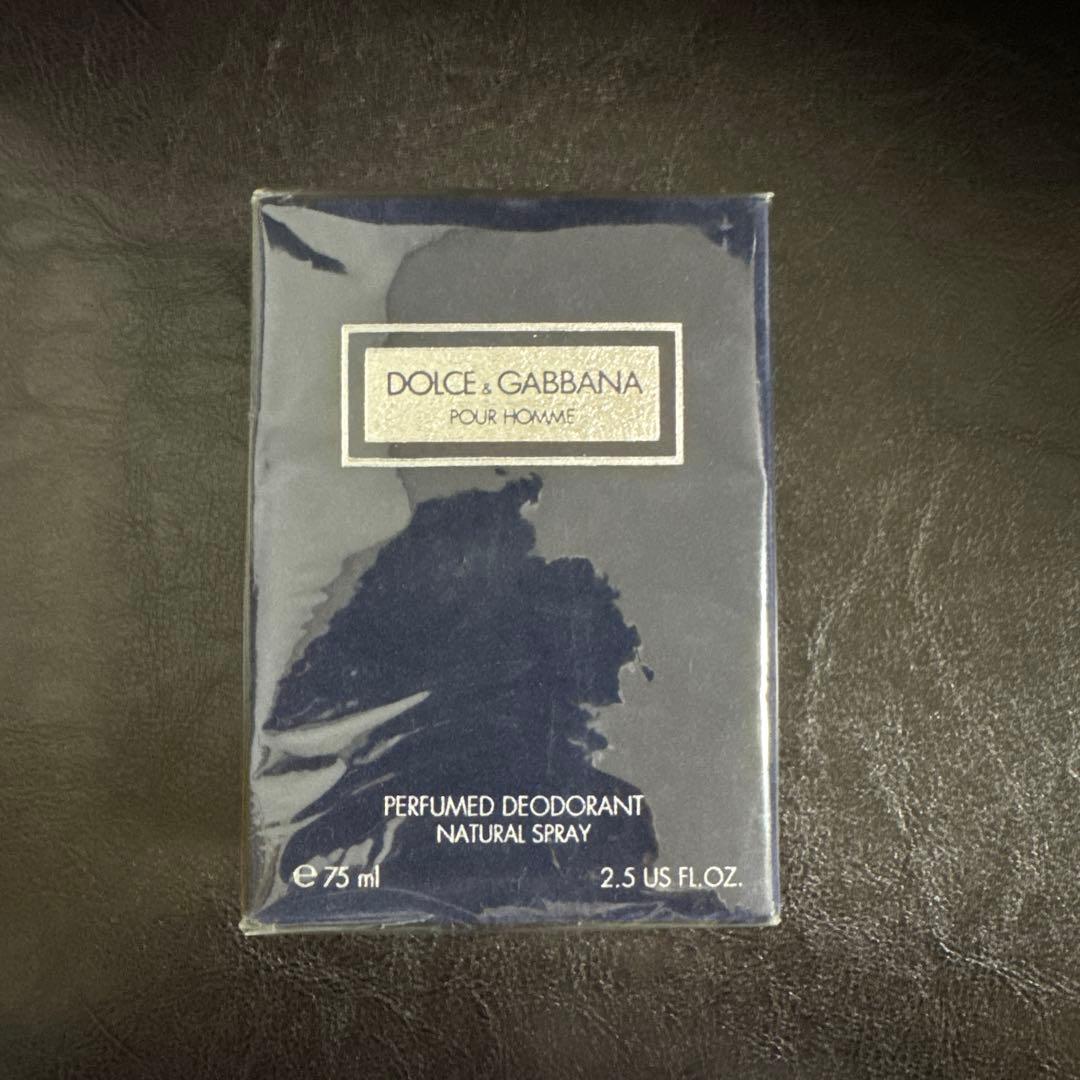 DOLCE & GABBANA
POUR HOMME
PERFUMED DEODORANT
NATURAL SPRAY
℮ 75 ml
2.5 US FL.OZ.